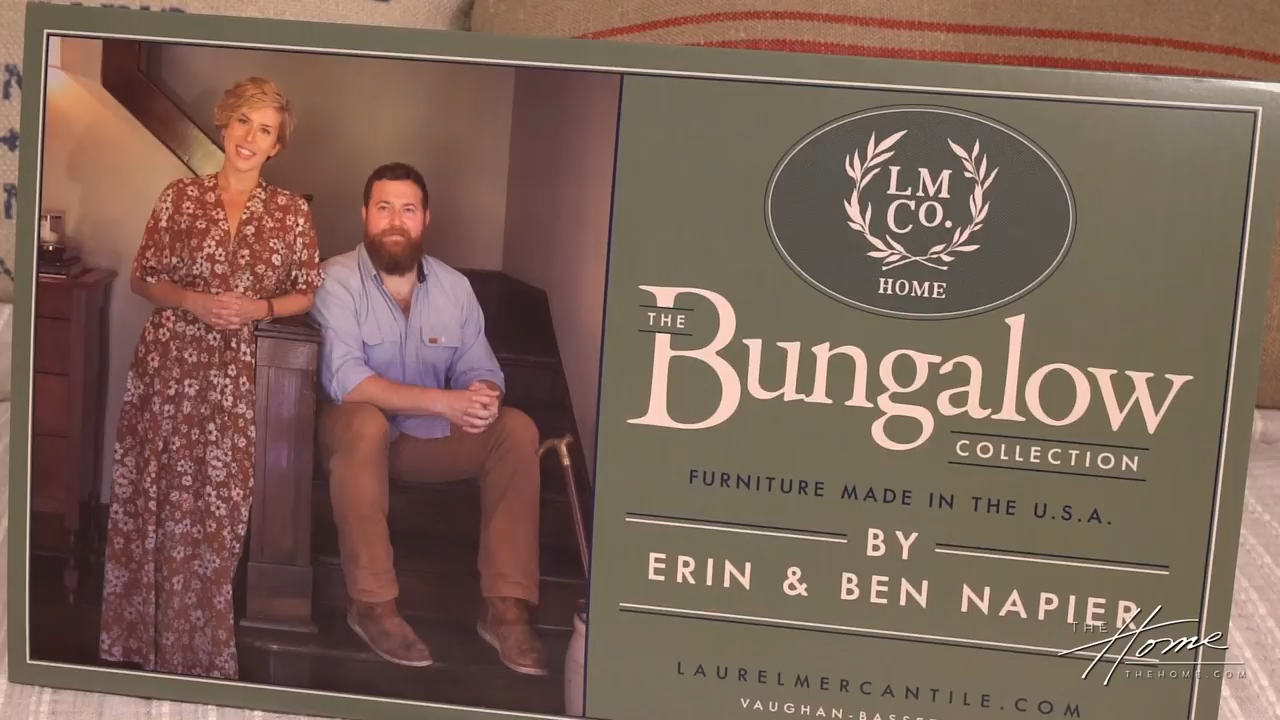 LM
Co.
HOME
THE
Bungalow
COLLECTION
FURNITURE MADE IN THE U.S.A.
BY
ERIN & BEN NAPIER
LAURELMERCANTILE.COM
THE Home
THEHOME.COM